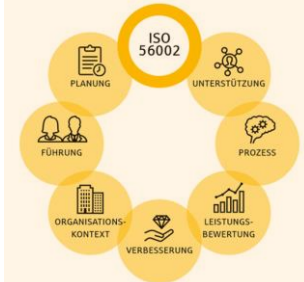 ISO
56002
PLANUNG
UNTERSTÜTZUNG
FÜHRUNG
PROZESS
ORGANISATIONS-
KONTEXT
LEISTUNGS-
BEWERTUNG
VERBESSERUNG